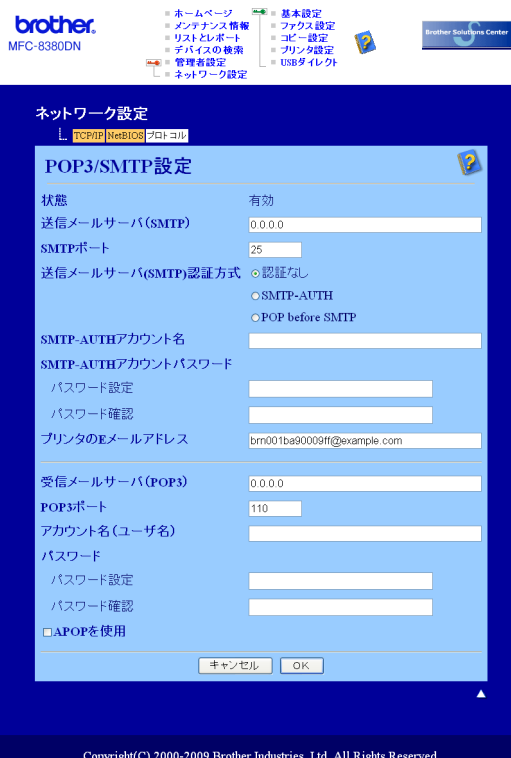 brother®
MFC-8380DN
ホームページ
メンテナンス情報
リストとレポート
デバイスの検索
管理者設定
ネットワーク設定
基本設定
ファクス設定
コピー設定
プリンタ設定
USBダイレクト
Brother Solutions Center
ネットワーク設定
TCP/IP NetBIOS プロトコル
POP3/SMTP設定
状態 有効
送信メールサーバ(SMTP) 0.0.0.0
SMTPポート 25
送信メールサーバ(SMTP)認証方式 認証なし
SMTP-AUTH
POP before SMTP
SMTP-AUTHアカウント名
SMTP-AUTHアカウントパスワード
パスワード設定
パスワード確認
プリンタのEメールアドレス brn001ba90009ff@example.com
受信メールサーバ(POP3) 0.0.0.0
POP3ポート 110
アカウント名(ユーザ名)
パスワード
パスワード設定
パスワード確認
APOPを使用
キャンセル OK
Copyright(C) 2000-2009 Brother Industries, Ltd. All Rights Reserved.